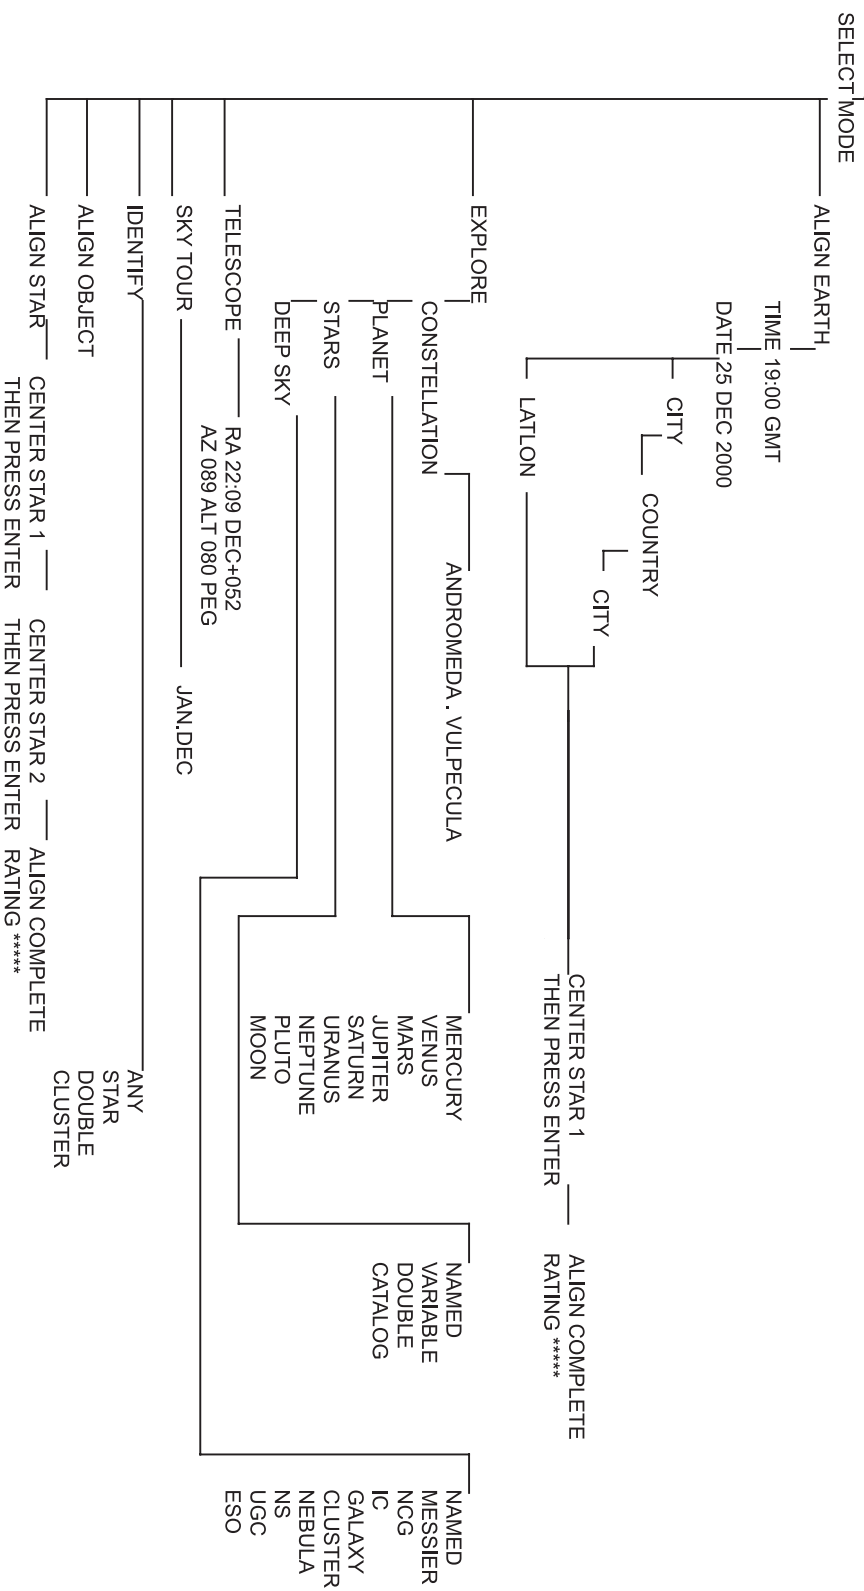 SELECT MODE
ALIGN EARTH
TIME 19:00 GMT
DATE 25 DEC 2000
CITY
COUNTRY
CITY
LATLON
CENTER STAR 1
THEN PRESS ENTER
ALIGN COMPLETE
RATING *****
EXPLORE
CONSTELLATION
ANDROMEDA . VULPECULA
PLANET
MERCURY
VENUS
MARS
JUPITER
SATURN
URANUS
NEPTUNE
PLUTO
MOON
STARS
NAMED
VARIABLE
DOUBLE
CATALOG
DEEP SKY
NAMED
MESSIER
NCG
IC
GALAXY
CLUSTER
NEBULA
NS
UGC
ESO
TELESCOPE
RA 22:09 DEC+052
AZ 089 ALT 080 PEG
SKY TOUR
JAN.DEC
IDENTIFY
ANY
STAR
DOUBLE
CLUSTER
ALIGN OBJECT
ALIGN STAR
CENTER STAR 1
THEN PRESS ENTER
CENTER STAR 2
THEN PRESS ENTER
ALIGN COMPLETE
RATING *****